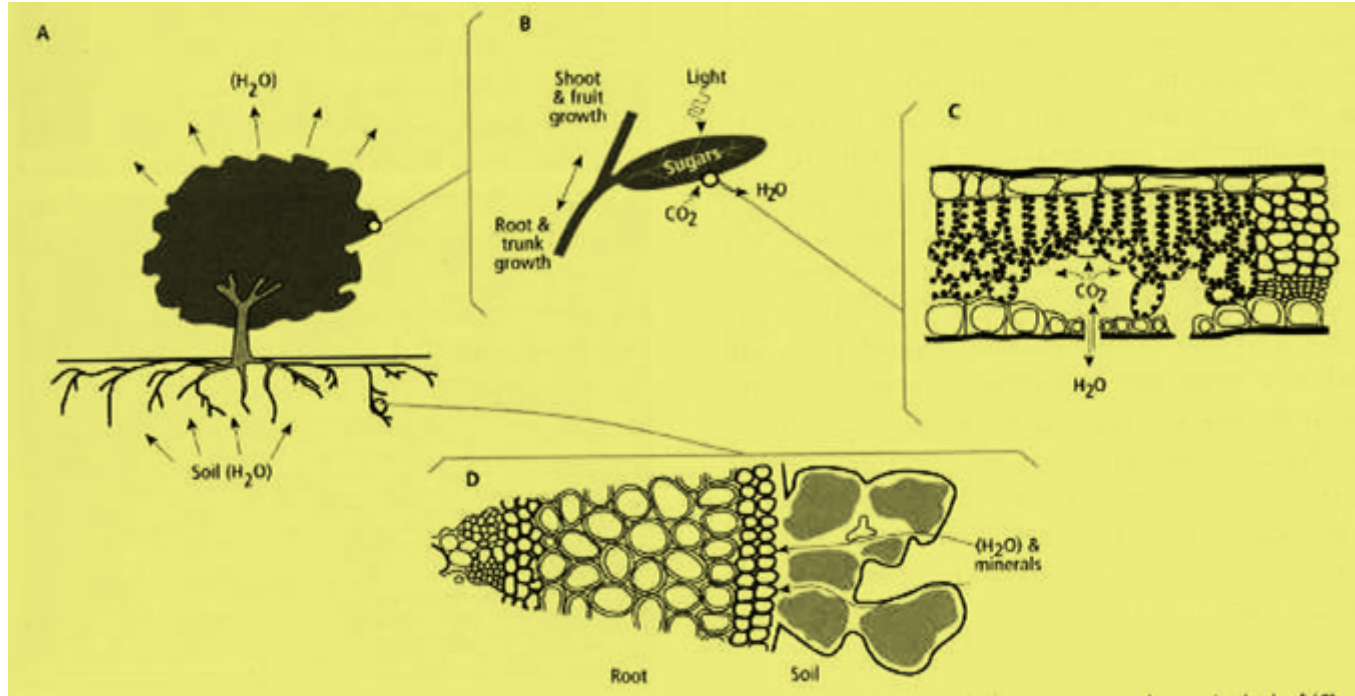 A
(H₂O)
Soil (H₂O)
B
Shoot
& fruit
growth
Light
Sugars
H₂O
CO₂
Root &
trunk
growth
C
CO₂
H₂O
D
(H₂O) &
minerals
Root
Soil